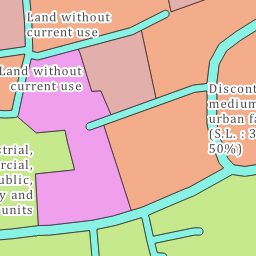 Land without
current use
Land without
current use
Discont
medium
urban fa
(S.L. : 3
50%)
strial,
rcial,
ublic,
y and
units